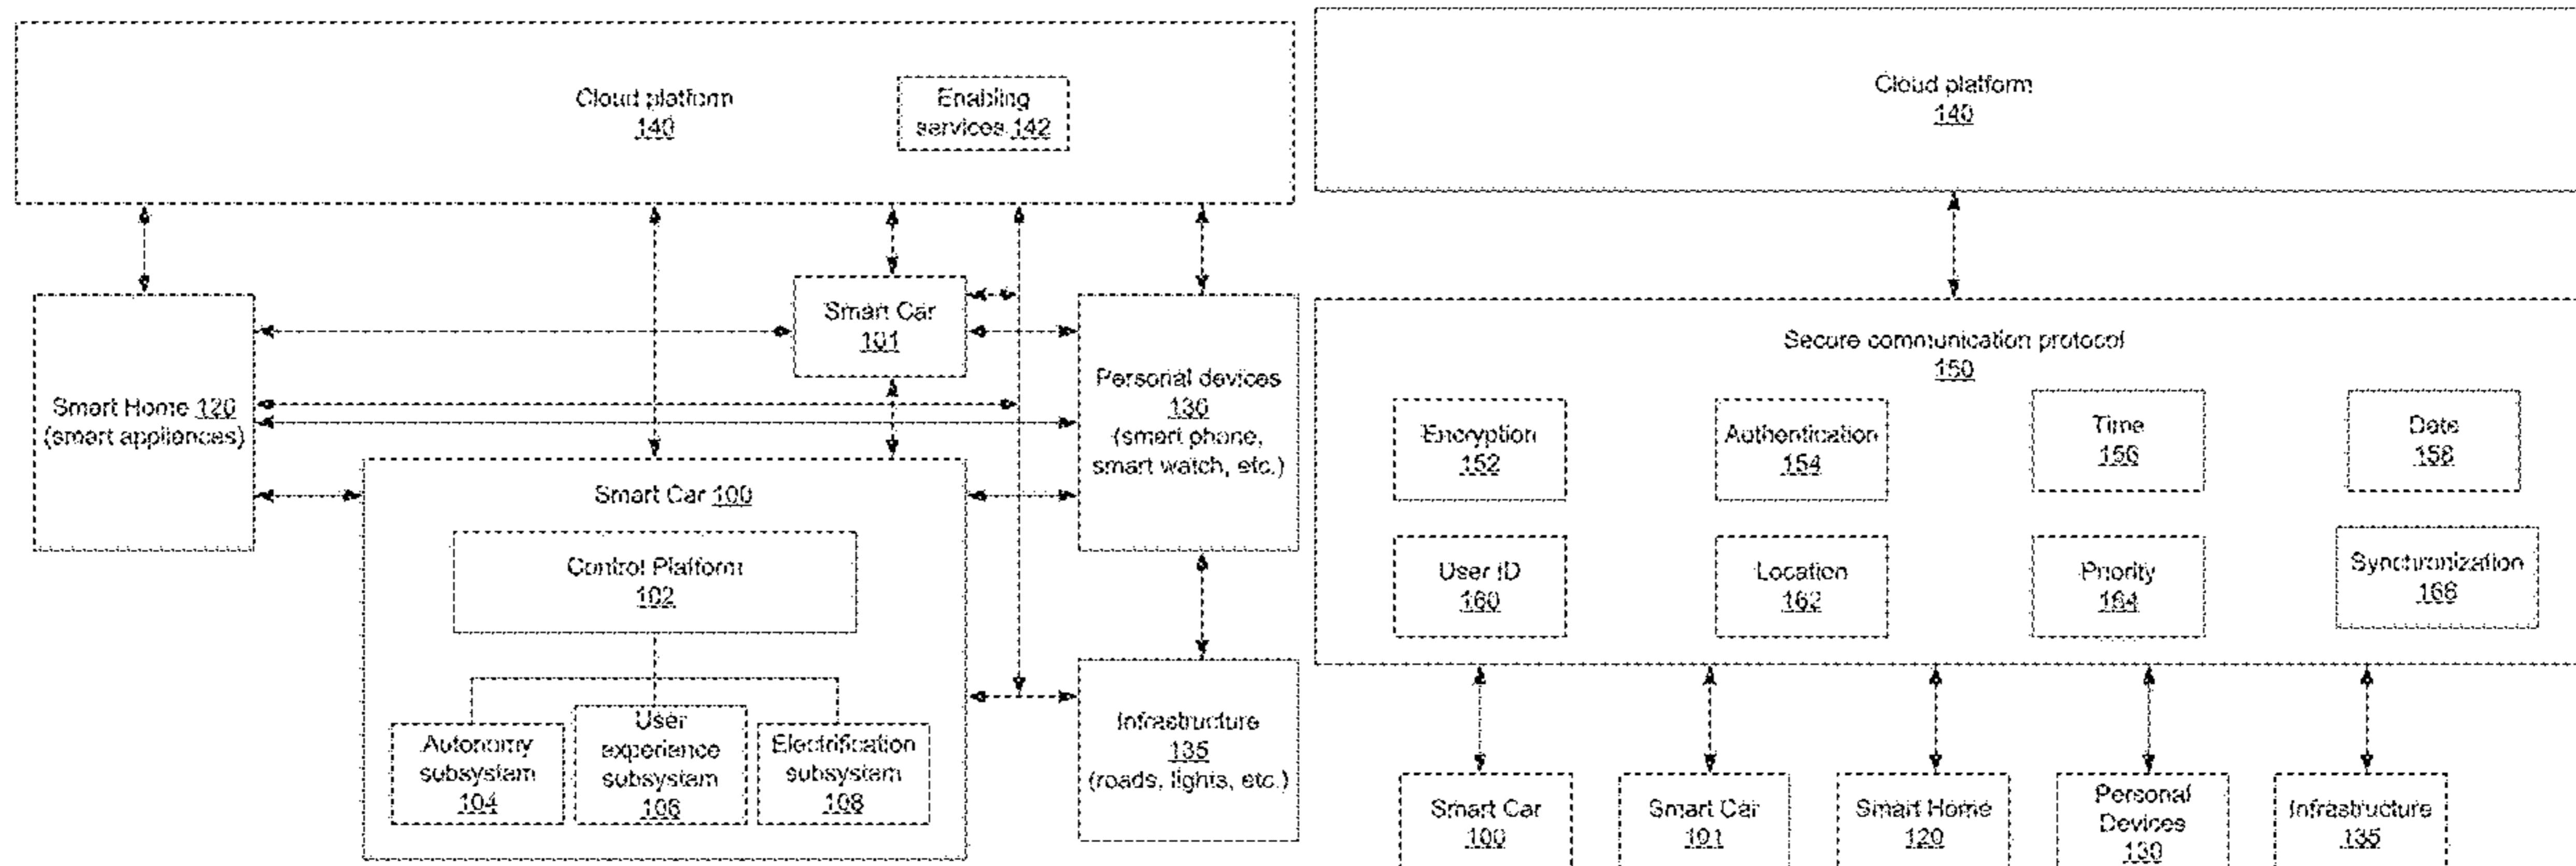 Cloud platform
140
Enabling
services 142
Smart Car
101
Smart Home 120
(smart appliances)
Personal devices
130
(smart phone,
smart watch, etc.)
Smart Car 100
Control Platform
102
Autonomy
subsystem
104
User
experience
subsystem
106
Electrification
subsystem
108
Infrastructure
135
(roads, lights, etc.)
Cloud platform
140
Secure communication protocol
150
Encryption
152
Authentication
154
Time
156
Date
158
User ID
160
Location
162
Priority
164
Synchronization
166
Smart Car
100
Smart Car
101
Smart Home
120
Personal
Devices
130
Infrastructure
135